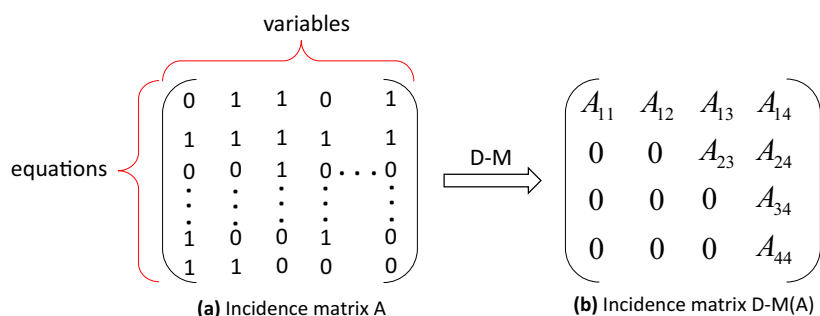 variables
equations
0 1 1 0 1
1 1 1 1 1
0 0 1 0 ... 0
1 0 0 1 0
1 1 0 0 0
D-M
A11 A12 A13 A14
0 0 A23 A24
0 0 0 A34
0 0 0 A44
(a) Incidence matrix A
(b) Incidence matrix D-M(A)